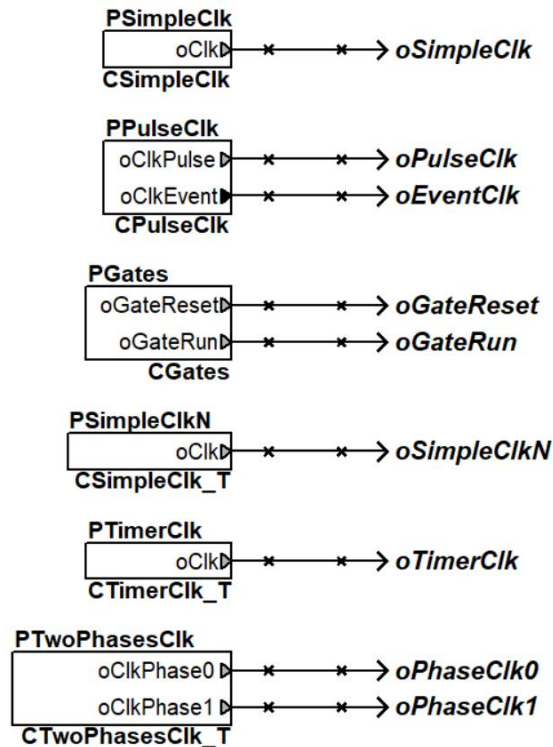 PSimpleClk
oClk oSimpleClk
CSimpleClk
PPulseClk
oClkPulse oPulseClk
oClkEvent oEventClk
CPulseClk
PGates
oGateReset oGateReset
oGateRun oGateRun
CGates
PSimpleClkN
oClk oSimpleClkN
CSimpleClk_T
PTimerClk
oClk oTimerClk
CTimerClk_T
PTwoPhasesClk
oClkPhase0 oPhaseClk0
oClkPhase1 oPhaseClk1
CTwoPhasesClk_T